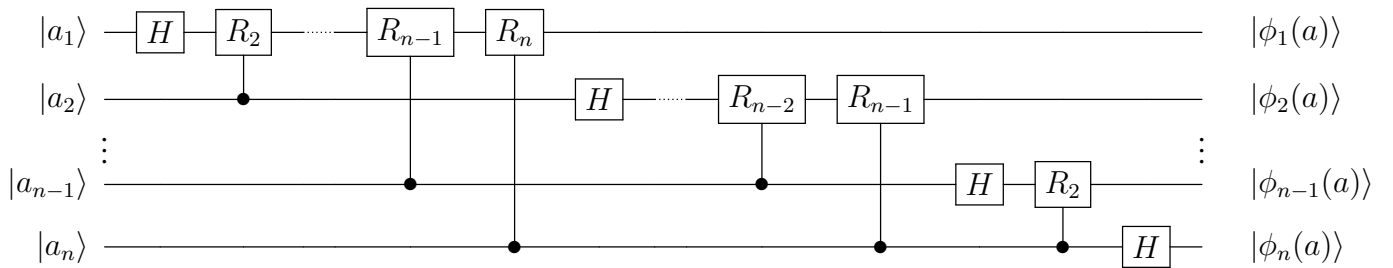 |a₁⟩ H R₂ ...... Rₙ₋₁ Rₙ |ϕ₁(a)⟩
|a₂⟩ H ...... Rₙ₋₂ Rₙ₋₁ |ϕ₂(a)⟩
⋮ ⋮
|aₙ₋₁⟩ H R₂ |ϕₙ₋₁(a)⟩
|aₙ⟩ H |ϕₙ(a)⟩